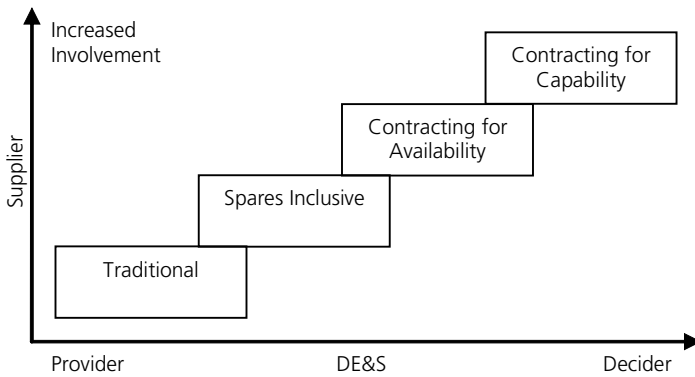 Increased
Involvement
Contracting for
Capability
Contracting for
Availability
Supplier
Spares Inclusive
Traditional
Provider
DE&S
Decider